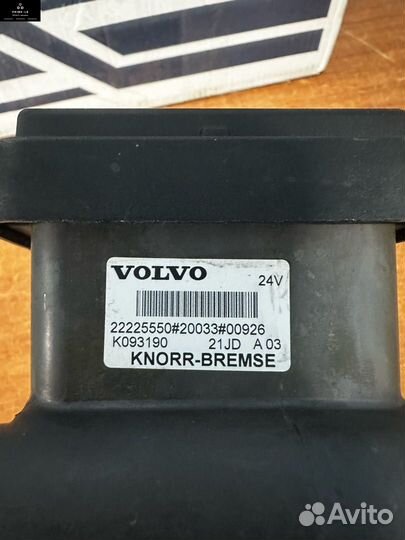 VOLVO 24V
22225550#20033#00926
K093190 21JD A 03
KNORR-BREMSE
Avito